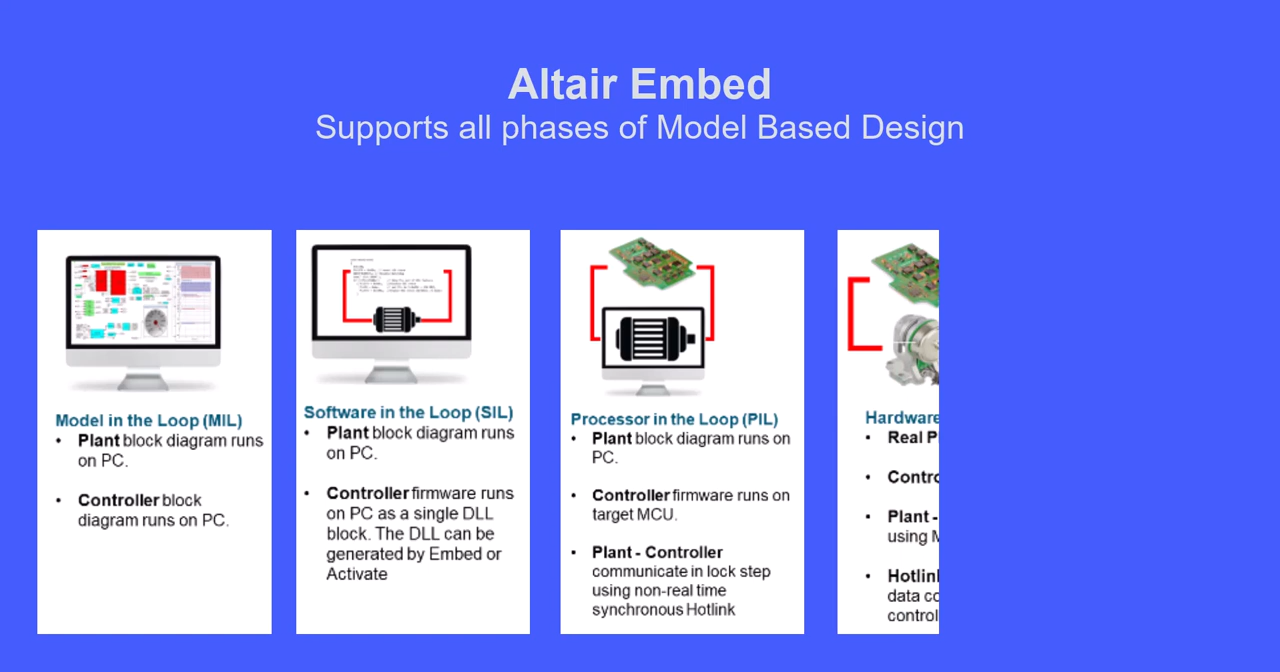 Altair Embed
Supports all phases of Model Based Design
Model in the Loop (MIL)
• Plant block diagram runs
on PC.
• Controller block
diagram runs on PC.
Software in the Loop (SIL)
• Plant block diagram runs
on PC.
• Controller firmware runs
on PC as a single DLL
block. The DLL can be
generated by Embed or
Activate
Processor in the Loop (PIL)
• Plant block diagram runs on
PC.
• Controller firmware runs on
target MCU.
• Plant - Controller
communicate in lock step
using non-real time
synchronous Hotlink
Hardware
• Real
•
• Plant -
using
•
data